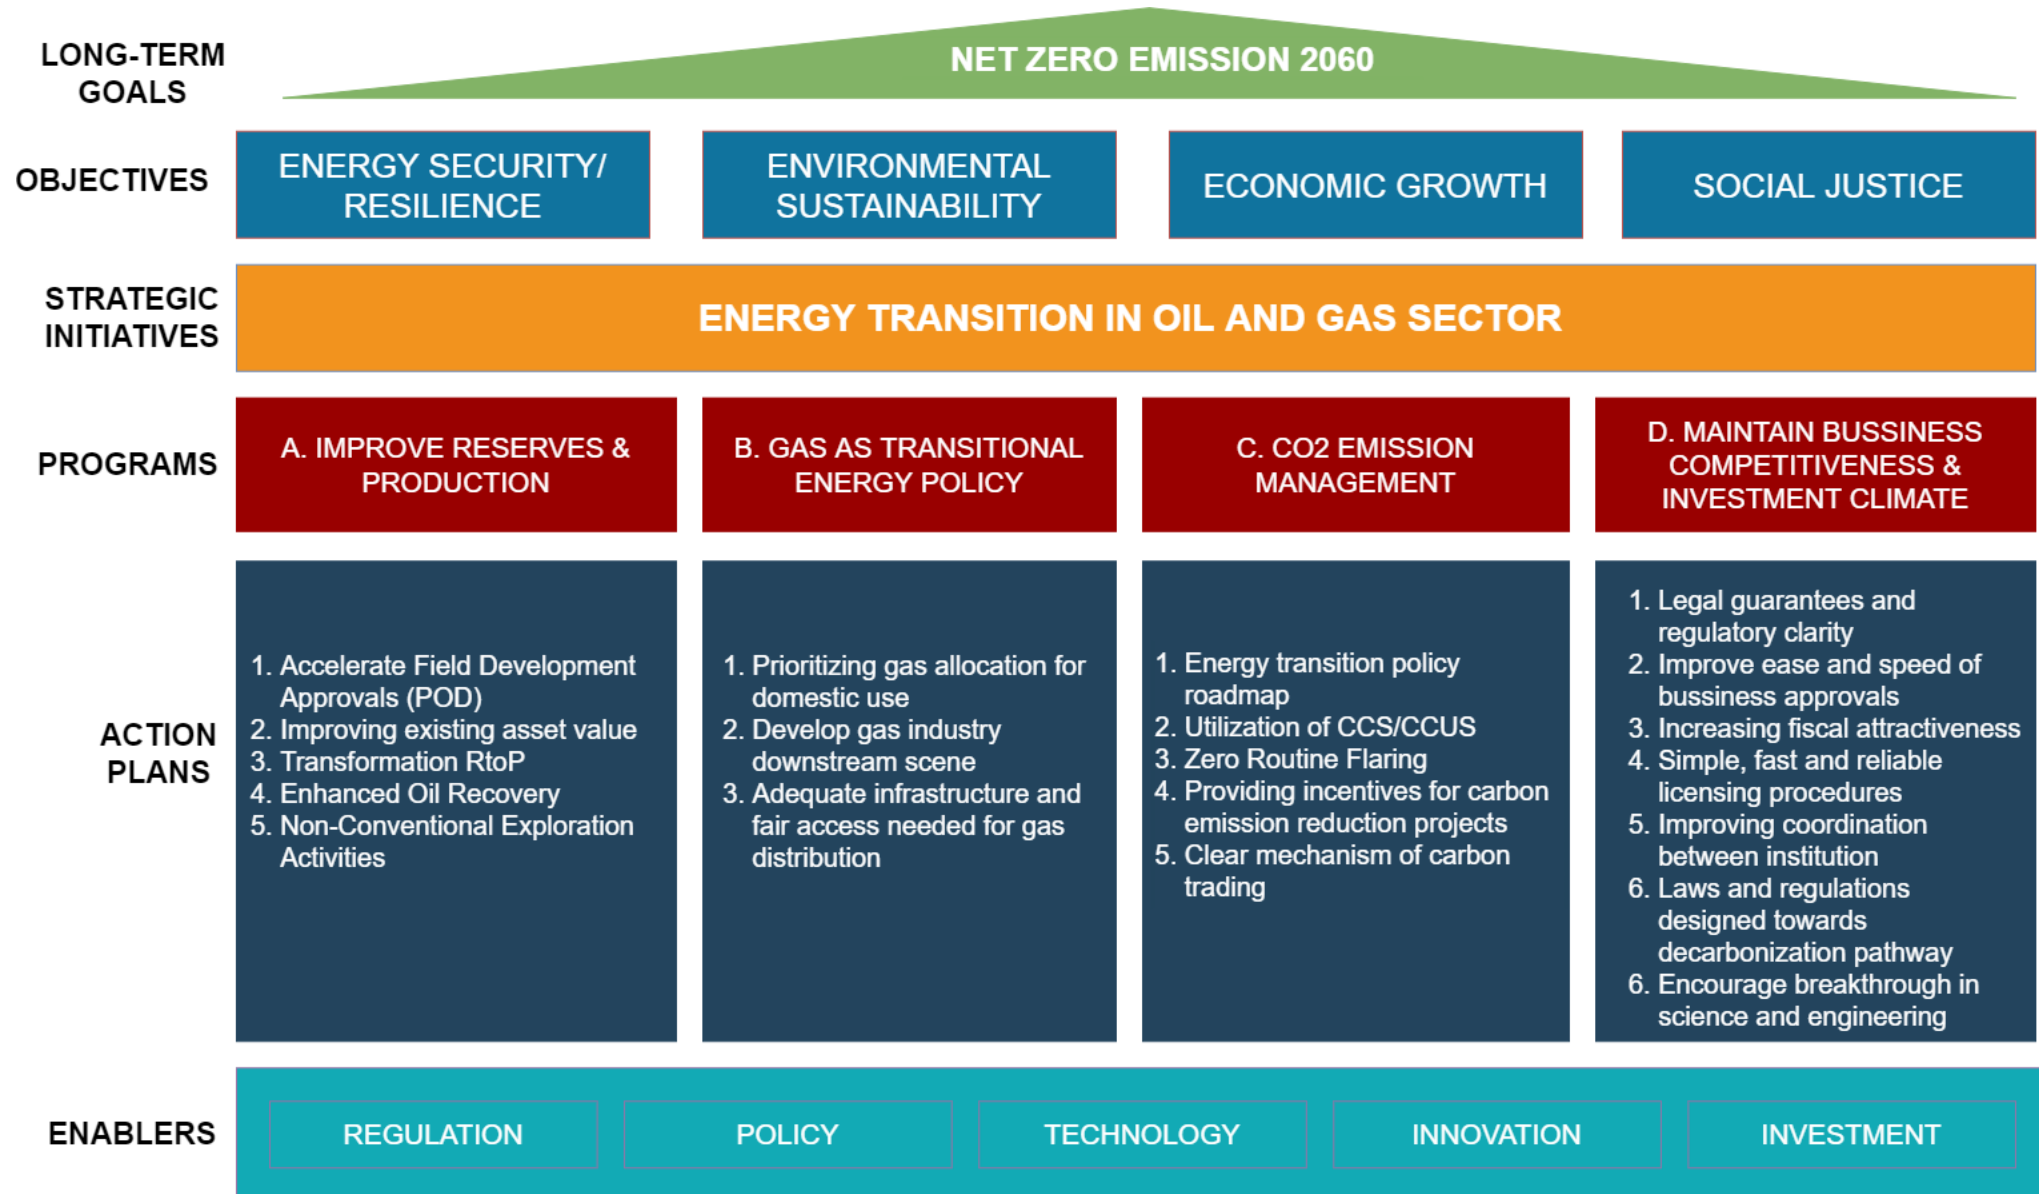 LONG-TERM
GOALS
NET ZERO EMISSION 2060
OBJECTIVES
ENERGY SECURITY/
RESILIENCE
ENVIRONMENTAL
SUSTAINABILITY
ECONOMIC GROWTH
SOCIAL JUSTICE
STRATEGIC
INITIATIVES
ENERGY TRANSITION IN OIL AND GAS SECTOR
PROGRAMS
A. IMPROVE RESERVES &
PRODUCTION
B. GAS AS TRANSITIONAL
ENERGY POLICY
C. CO2 EMISSION
MANAGEMENT
D. MAINTAIN BUSSINESS
COMPETITIVENESS &
INVESTMENT CLIMATE
ACTION
PLANS
1. Accelerate Field Development
Approvals (POD)
2. Improving existing asset value
3. Transformation RtoP
4. Enhanced Oil Recovery
5. Non-Conventional Exploration
Activities
1. Prioritizing gas allocation for
domestic use
2. Develop gas industry
downstream scene
3. Adequate infrastructure and
fair access needed for gas
distribution
1. Energy transition policy
roadmap
2. Utilization of CCS/CCUS
3. Zero Routine Flaring
4. Providing incentives for carbon
emission reduction projects
5. Clear mechanism of carbon
trading
1. Legal guarantees and
regulatory clarity
2. Improve ease and speed of
bussiness approvals
3. Increasing fiscal attractiveness
4. Simple, fast and reliable
licensing procedures
5. Improving coordination
between institution
6. Laws and regulations
designed towards
decarbonization pathway
6. Encourage breakthrough in
science and engineering
ENABLERS
REGULATION
POLICY
TECHNOLOGY
INNOVATION
INVESTMENT